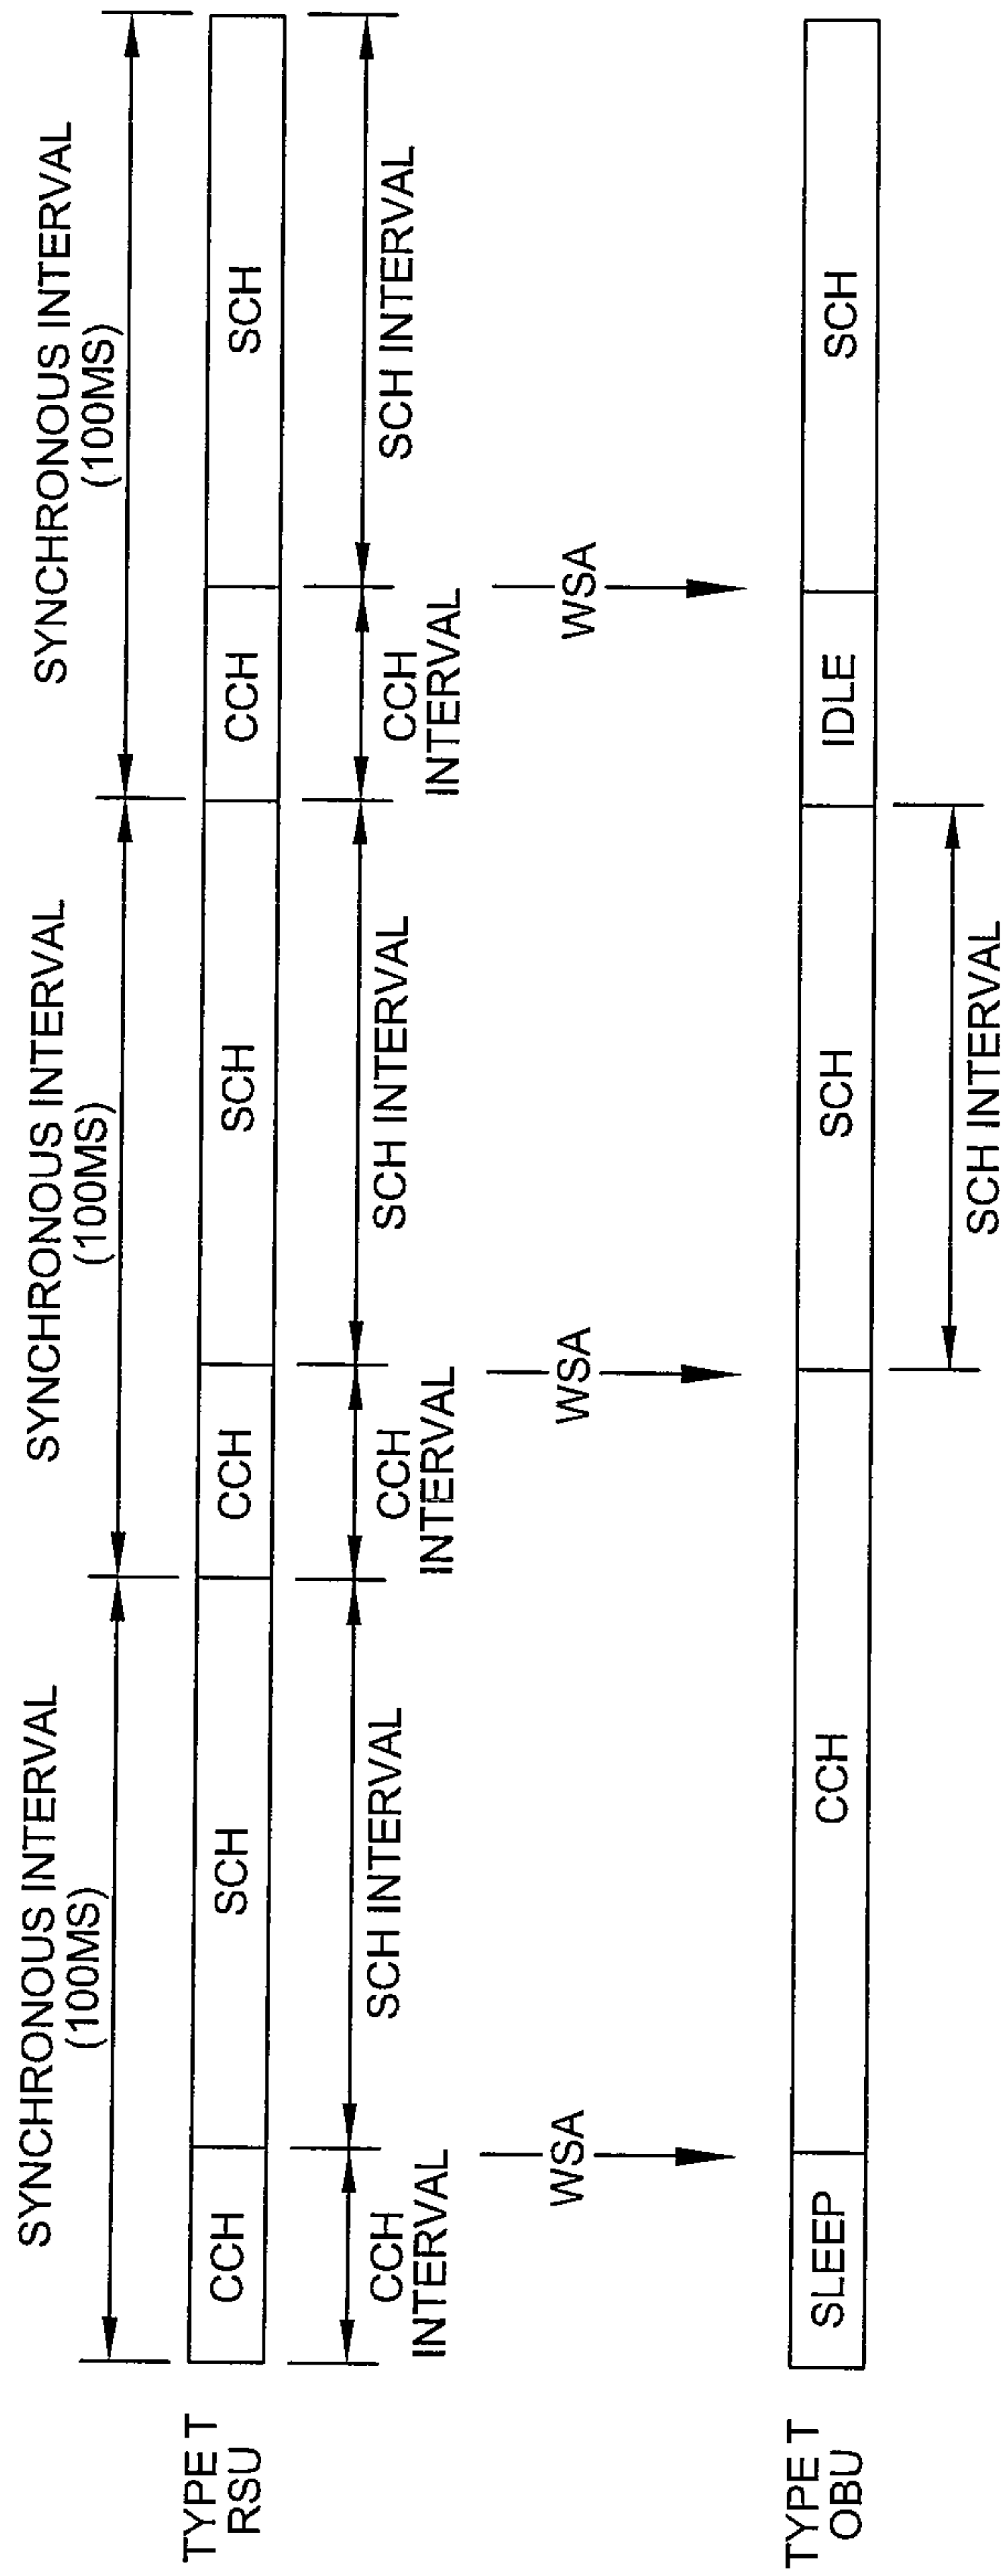 SYNCHRONOUS INTERVAL
(100MS)
SYNCHRONOUS INTERVAL
(100MS)
SYNCHRONOUS INTERVAL
(100MS)
TYPE T
RSU
CCH
SCH
CCH
SCH
CCH
SCH
CCH
INTERVAL
SCH INTERVAL
CCH
INTERVAL
SCH INTERVAL
CCH
INTERVAL
SCH INTERVAL
WSA
WSA
WSA
TYPE T
OBU
SLEEP
CCH
SCH
IDLE
SCH
SCH INTERVAL